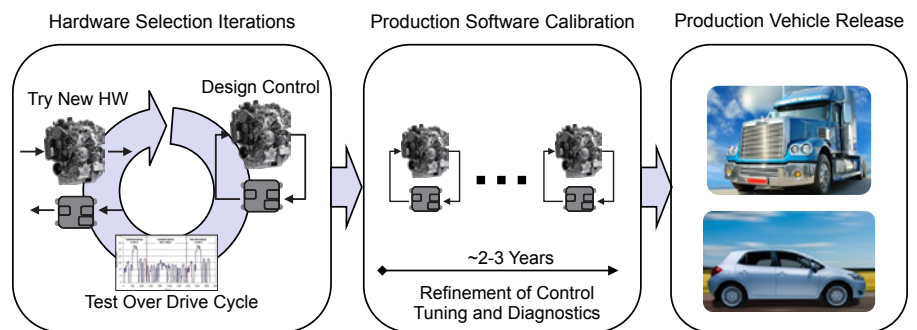 Hardware Selection Iterations
Production Software Calibration
Production Vehicle Release
Try New HW
Design Control
Test Over Drive Cycle
~2-3 Years
Refinement of Control
Tuning and Diagnostics